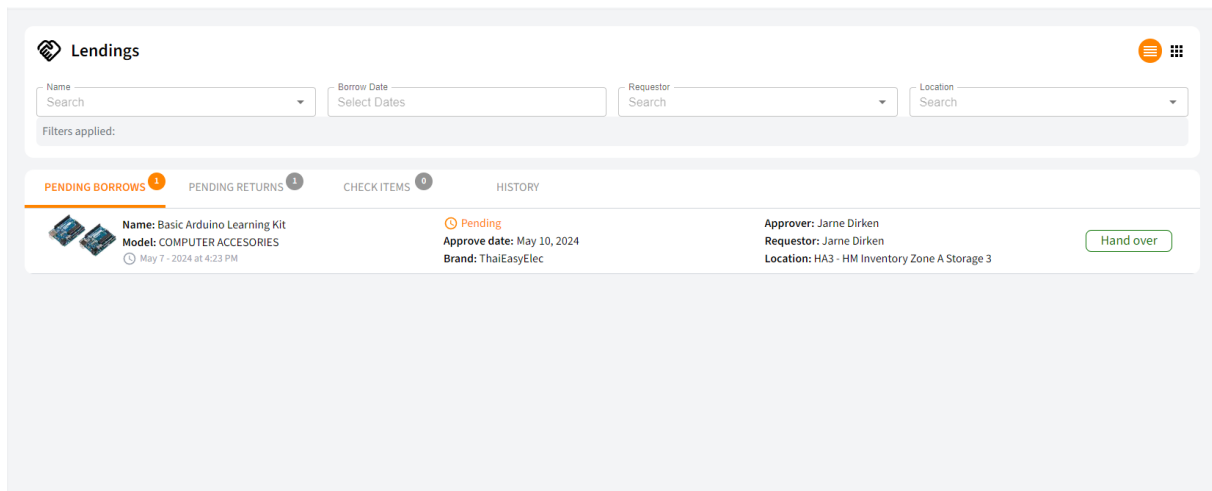 Lendings
Name
Search
Borrow Date
Select Dates
Requestor
Search
Location
Search
Filters applied:
PENDING BORROWS 1
PENDING RETURNS 1
CHECK ITEMS 0
HISTORY
Name: Basic Arduino Learning Kit
Model: COMPUTER ACCESORIES
May 7 - 2024 at 4:23 PM
Pending
Approve date: May 10, 2024
Brand: ThaiEasyElec
Approver: Jarne Dirken
Requestor: Jarne Dirken
Location: HA3 - HM Inventory Zone A Storage 3
Hand over